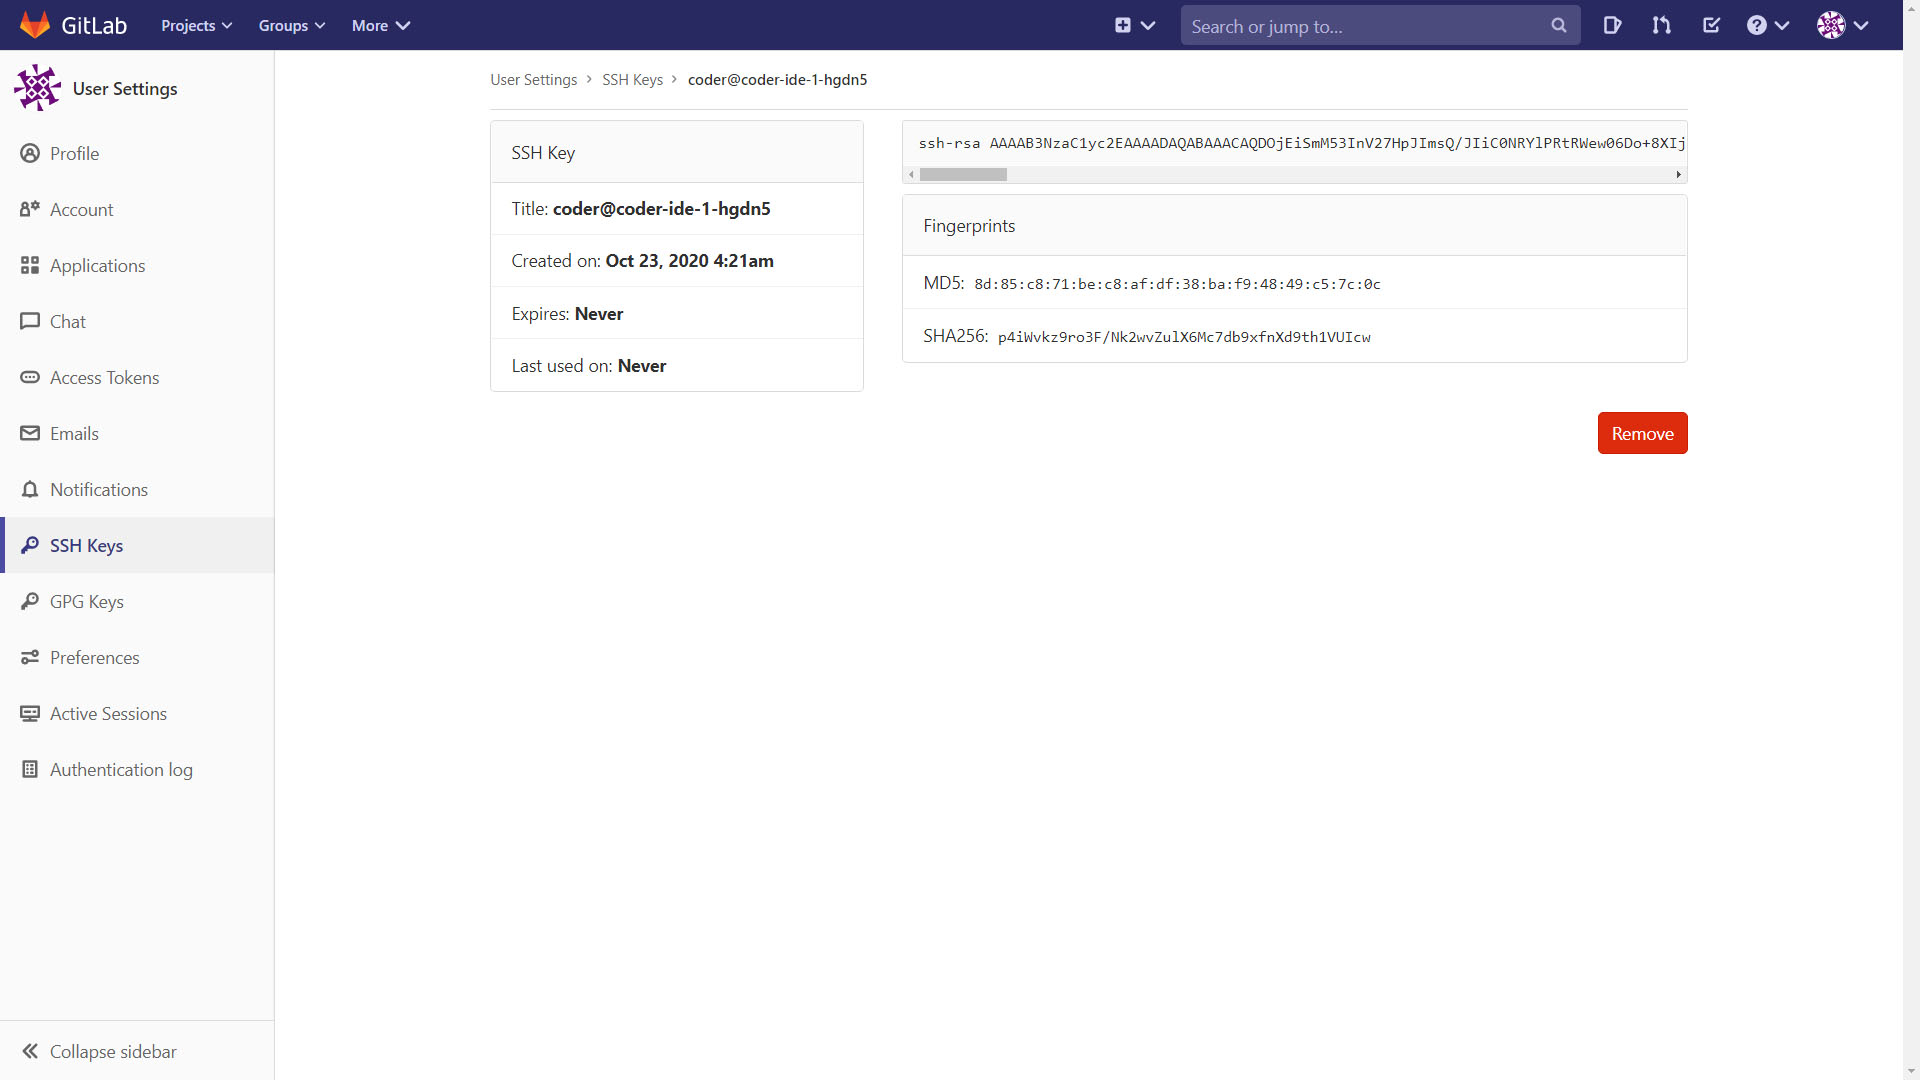 GitLab Projects Groups More Search or jump to...
User Settings
Profile
Account
Applications
Chat
Access Tokens
Emails
Notifications
SSH Keys
GPG Keys
Preferences
Active Sessions
Authentication log
Collapse sidebar
User Settings > SSH Keys > coder@coder-ide-1-hgdn5
SSH Key
Title: coder@coder-ide-1-hgdn5
Created on: Oct 23, 2020 4:21am
Expires: Never
Last used on: Never
ssh-rsa AAAAB3NzaC1yc2EAAAADAQABAAACAQDOjEiSmM53InV27HpJImsQ/JIiC0NRYlPRtRWew06Do+8XIj
Fingerprints
MD5: 8d:85:c8:71:be:c8:af:df:38:ba:f9:48:49:c5:7c:0c
SHA256: p4iWvkz9ro3F/Nk2wvZulX6Mc7db9xfnXd9th1VUIcw
Remove